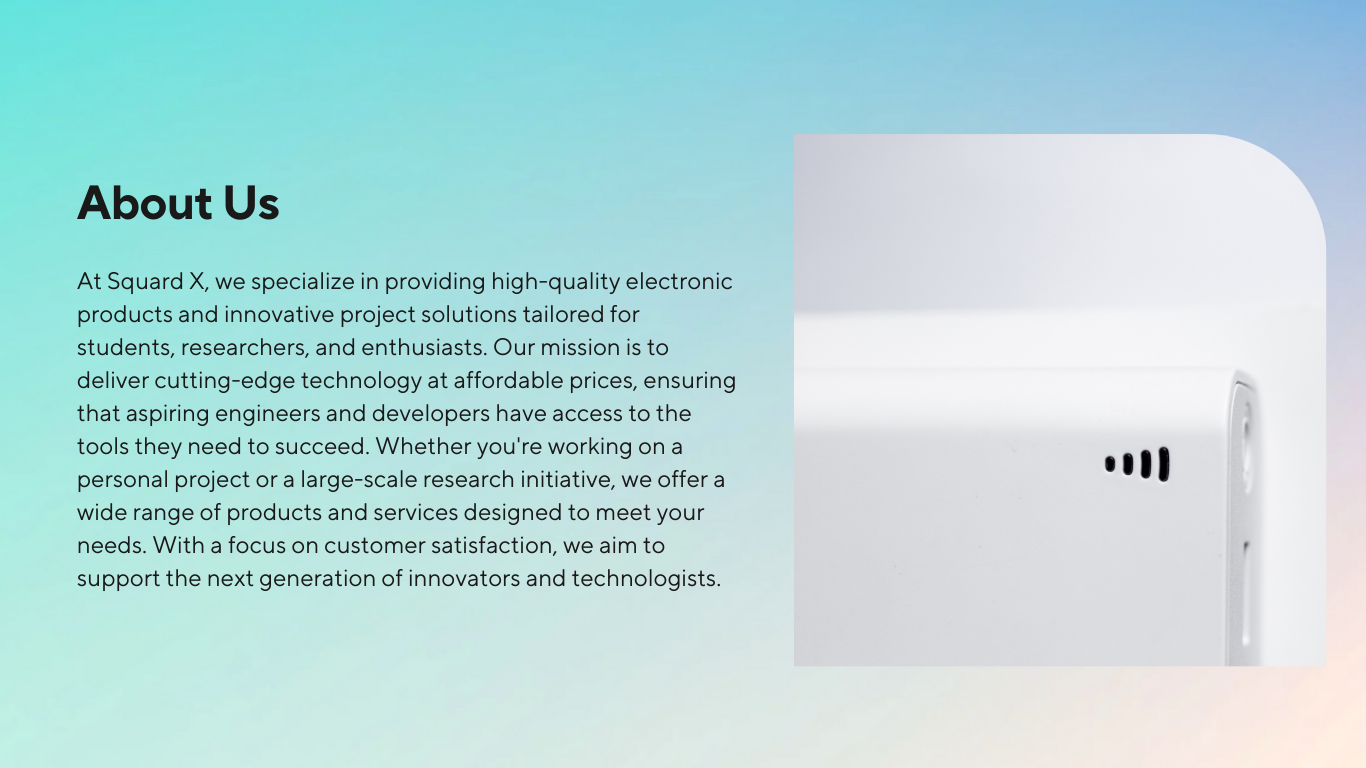 About Us
At Squard X, we specialize in providing high-quality electronic
products and innovative project solutions tailored for
students, researchers, and enthusiasts. Our mission is to
deliver cutting-edge technology at affordable prices, ensuring
that aspiring engineers and developers have access to the
tools they need to succeed. Whether you're working on a
personal project or a large-scale research initiative, we offer a
wide range of products and services designed to meet your
needs. With a focus on customer satisfaction, we aim to
support the next generation of innovators and technologists.